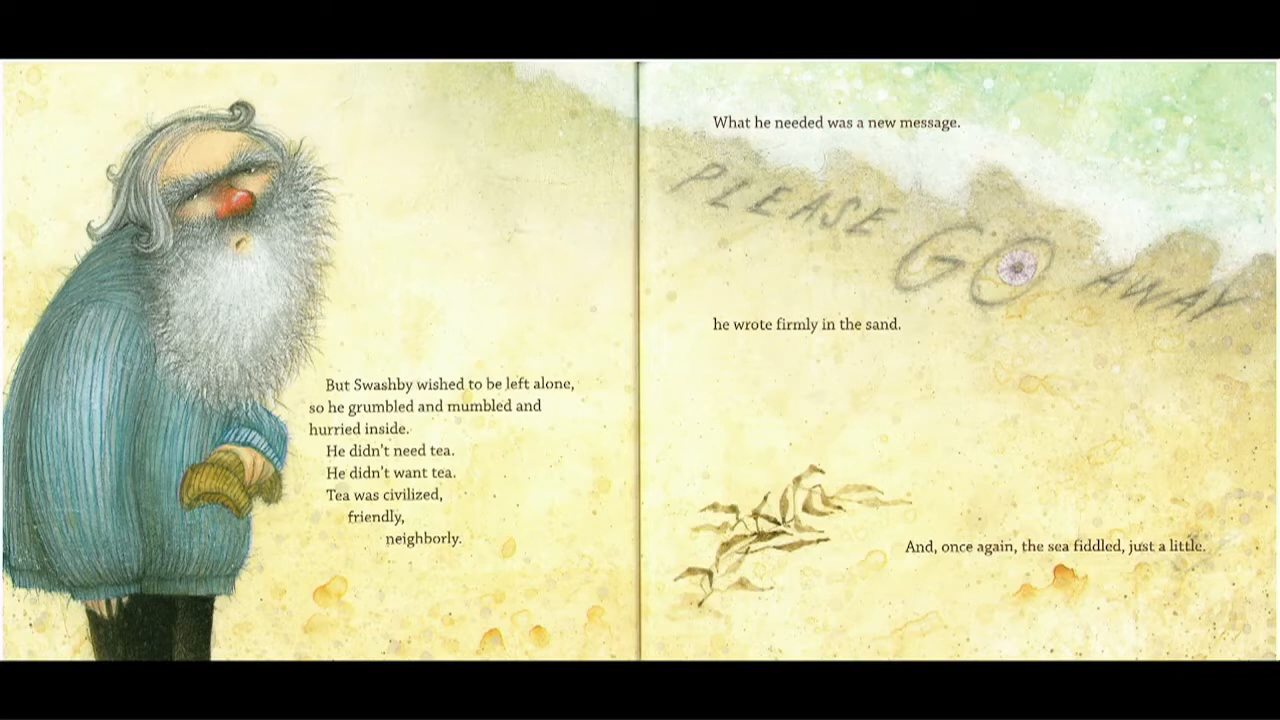 But Swashby wished to be left alone,
so he grumbled and mumbled and
hurried inside.
He didn't need tea.
He didn't want tea.
Tea was civilized,
friendly,
neighborly.
What he needed was a new message.
PLEASE GO AWAY
he wrote firmly in the sand.
And, once again, the sea fiddled, just a little.